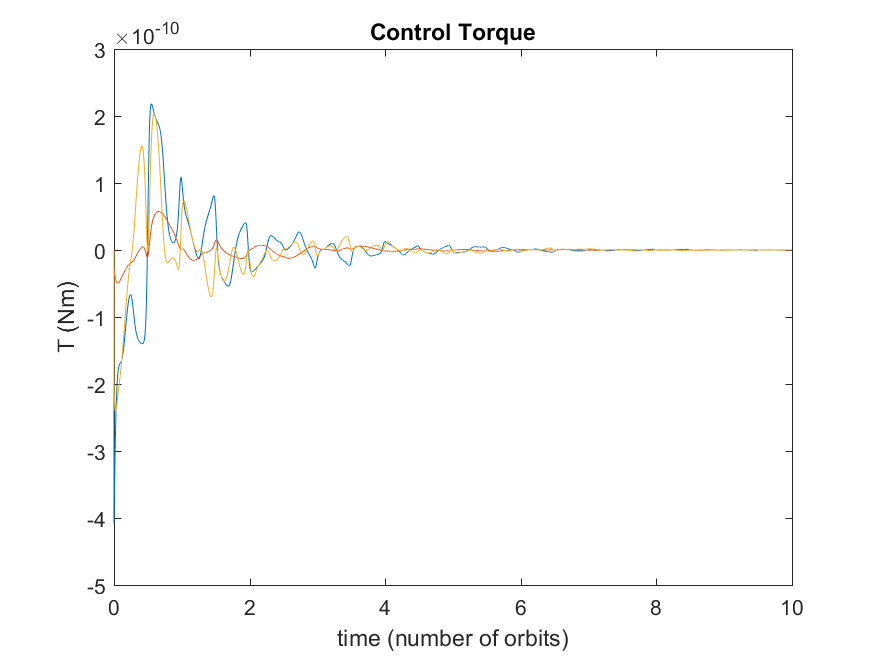 Control Torque
×10⁻¹⁰
3
2
1
0
-1
-2
-3
-4
-5
T (Nm)
0 2 4 6 8 10
time (number of orbits)